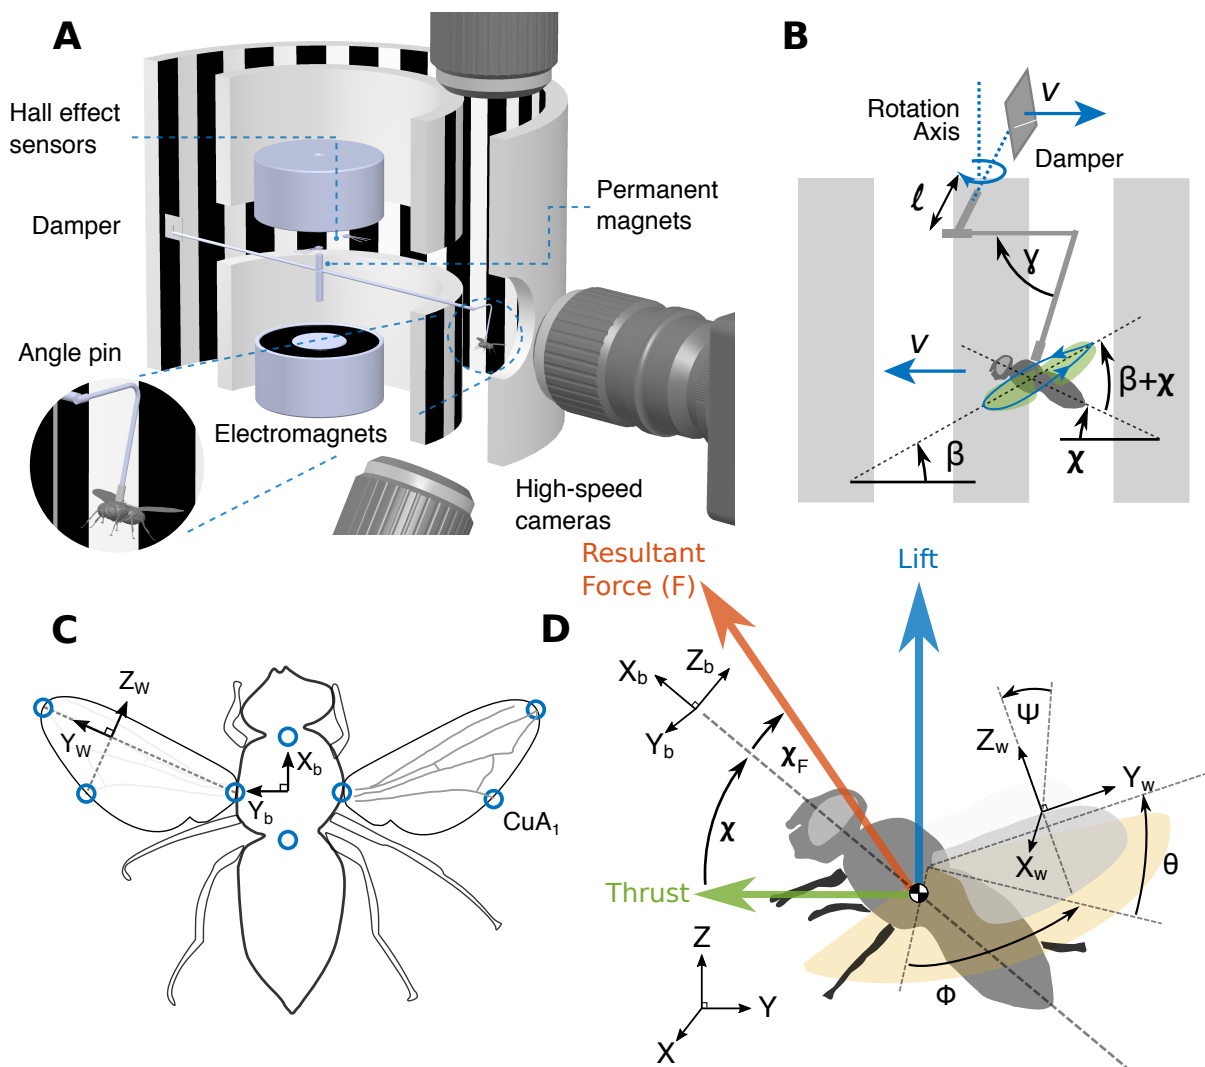 A
Hall effect
sensors
Damper
Permanent
magnets
Angle pin
Electromagnets
High-speed
cameras
B
Rotation
Axis
v
Damper
ℓ
γ
v
β+χ
β
χ
C
Z_W
Y_W
X_b
Y_b
CuA₁
D
Resultant
Force (F)
Lift
X_b
Z_b
Y_b
χ_F
χ
Thrust
Ψ
Z_w
Y_w
X_w
θ
Φ
Z
Y
X